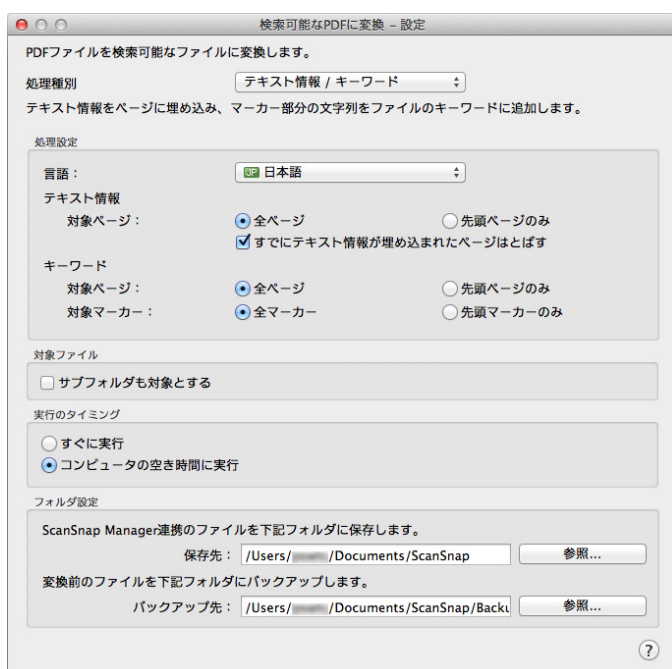 検索可能なPDFに変換 – 設定
PDFファイルを検索可能なファイルに変換します。
処理種別 テキスト情報 / キーワード
テキスト情報をページに埋め込み、マーカー部分の文字列をファイルのキーワードに追加します。
処理設定
言語： JP 日本語
テキスト情報
対象ページ： 全ページ 先頭ページのみ
すでにテキスト情報が埋め込まれたページはとばす
キーワード
対象ページ： 全ページ 先頭ページのみ
対象マーカー： 全マーカー 先頭マーカーのみ
対象ファイル
サブフォルダも対象とする
実行のタイミング
すぐに実行
コンピュータの空き時間に実行
フォルダ設定
ScanSnap Manager連携のファイルを下記フォルダに保存します。
保存先： /Users/ /Documents/ScanSnap 参照...
変換前のファイルを下記フォルダにバックアップします。
バックアップ先： /Users/ /Documents/ScanSnap/Backu 参照...
?